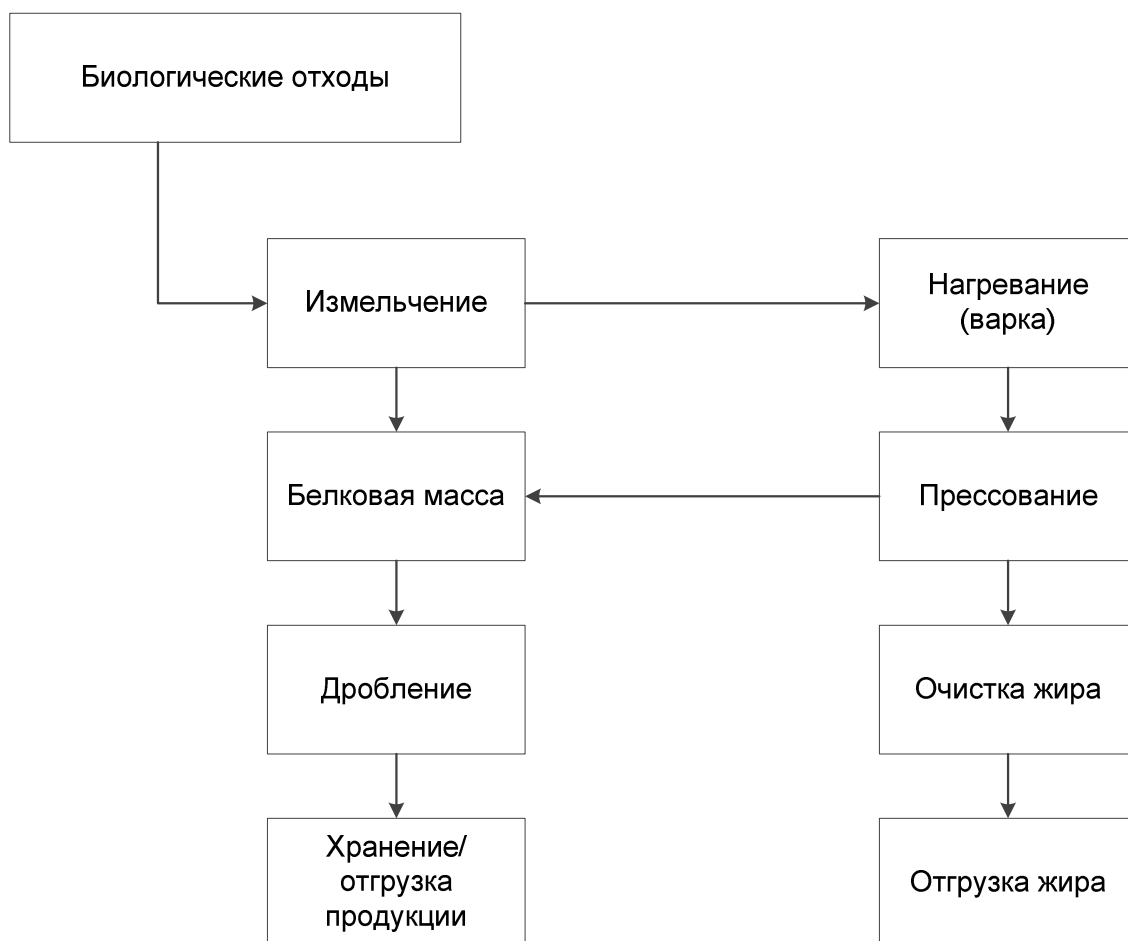 Биологические отходы
Измельчение
Нагревание
(варка)
Белковая масса
Прессование
Дробление
Очистка жира
Хранение/
отгрузка
продукции
Отгрузка жира